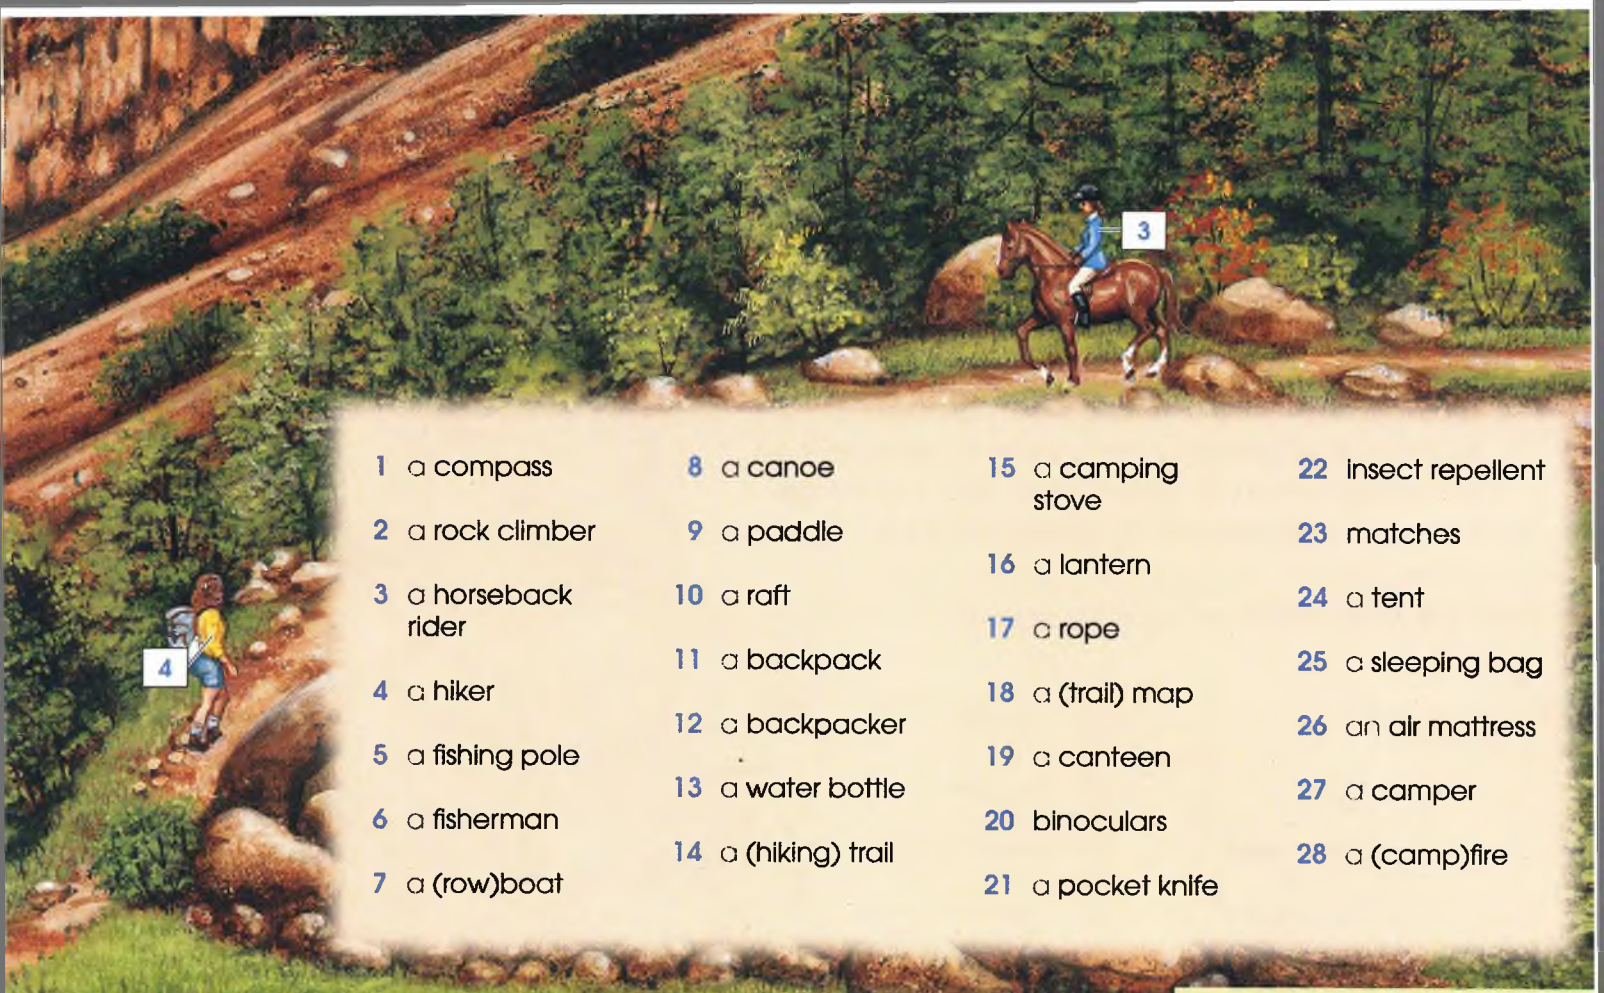 3
4
1 a compass
2 a rock climber
3 a horseback
rider
4 a hiker
5 a fishing pole
6 a fisherman
7 a (row)boat
8 a canoe
9 a paddle
10 a raft
11 a backpack
12 a backpacker
13 a water bottle
14 a (hiking) trail
15 a camping
stove
16 a lantern
17 a rope
18 a (trail) map
19 a canteen
20 binoculars
21 a pocket knife
22 insect repellent
23 matches
24 a tent
25 a sleeping bag
26 an air mattress
27 a camper
28 a (camp)fire